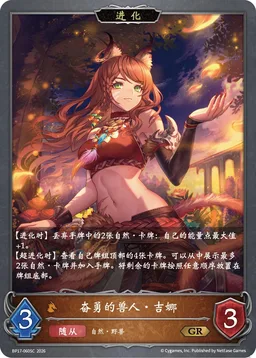 进化
【进化时】丢弃手牌中的2张自然·卡牌：自己的能量点最大值
+1。
【超进化时】查看自己牌组顶部的4张卡牌。可以从中展示最多
2张自然·卡牌并加入手牌。将剩余的卡牌按照任意顺序放置在
牌组底部。
3
奋勇的兽人·吉娜
3
随从
自然·野兽
GR
© Cygames, Inc. Published by NetEase Games